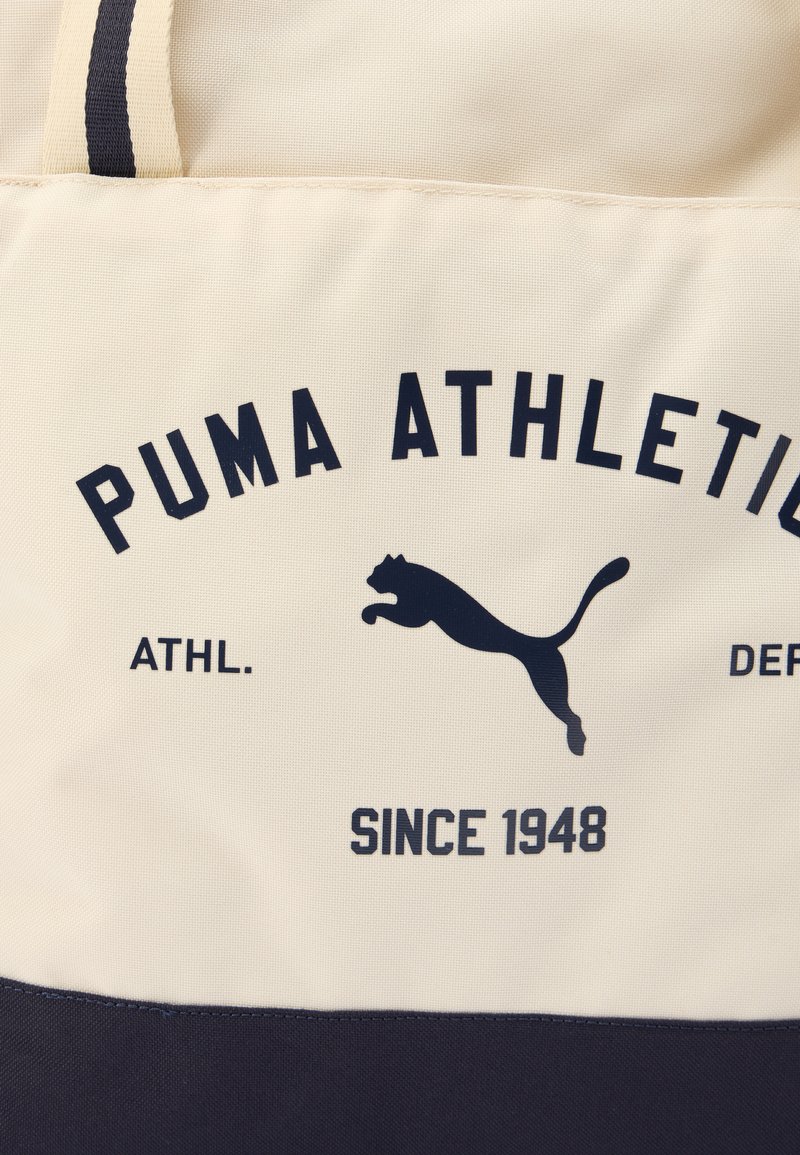 PUMA ATHLETIC
ATHL. DEP
SINCE 1948